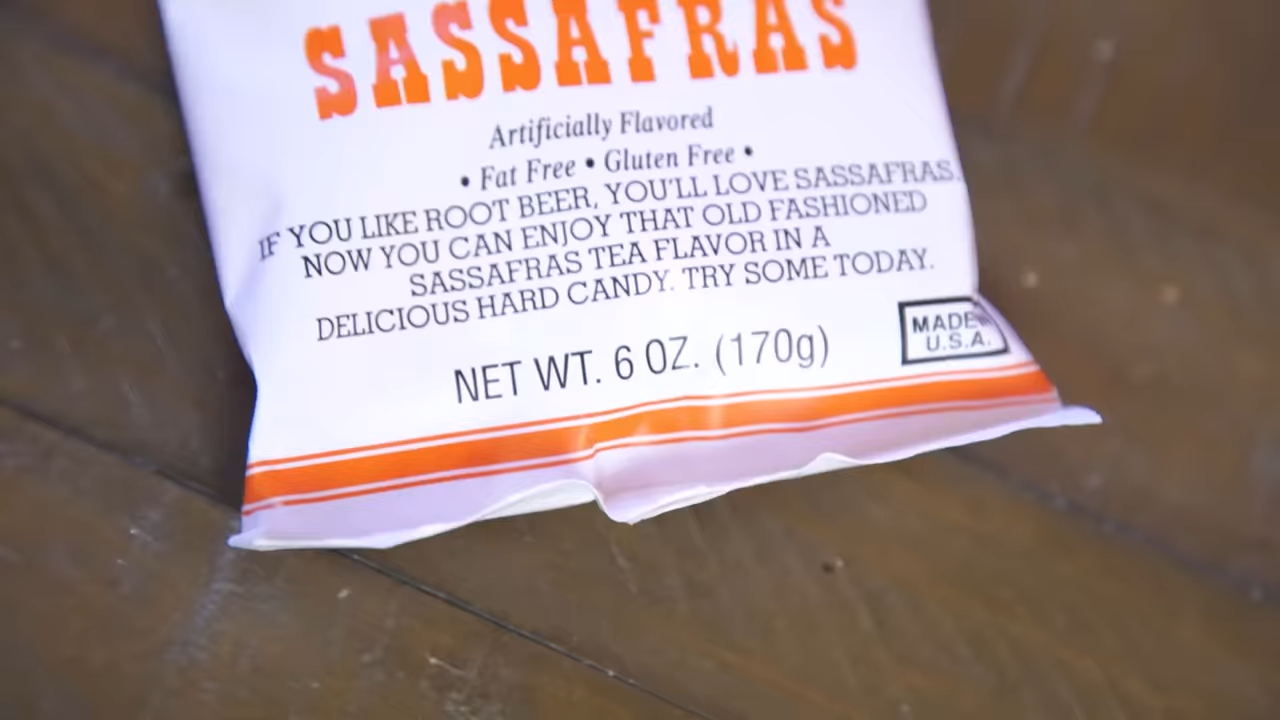 SASSAFRAS
Artificially Flavored
• Fat Free • Gluten Free •
IF YOU LIKE ROOT BEER, YOU'LL LOVE SASSAFRAS.
NOW YOU CAN ENJOY THAT OLD FASHIONED
SASSAFRAS TEA FLAVOR IN A
DELICIOUS HARD CANDY. TRY SOME TODAY.
NET WT. 6 OZ. (170g)
MADE
U.S.A.